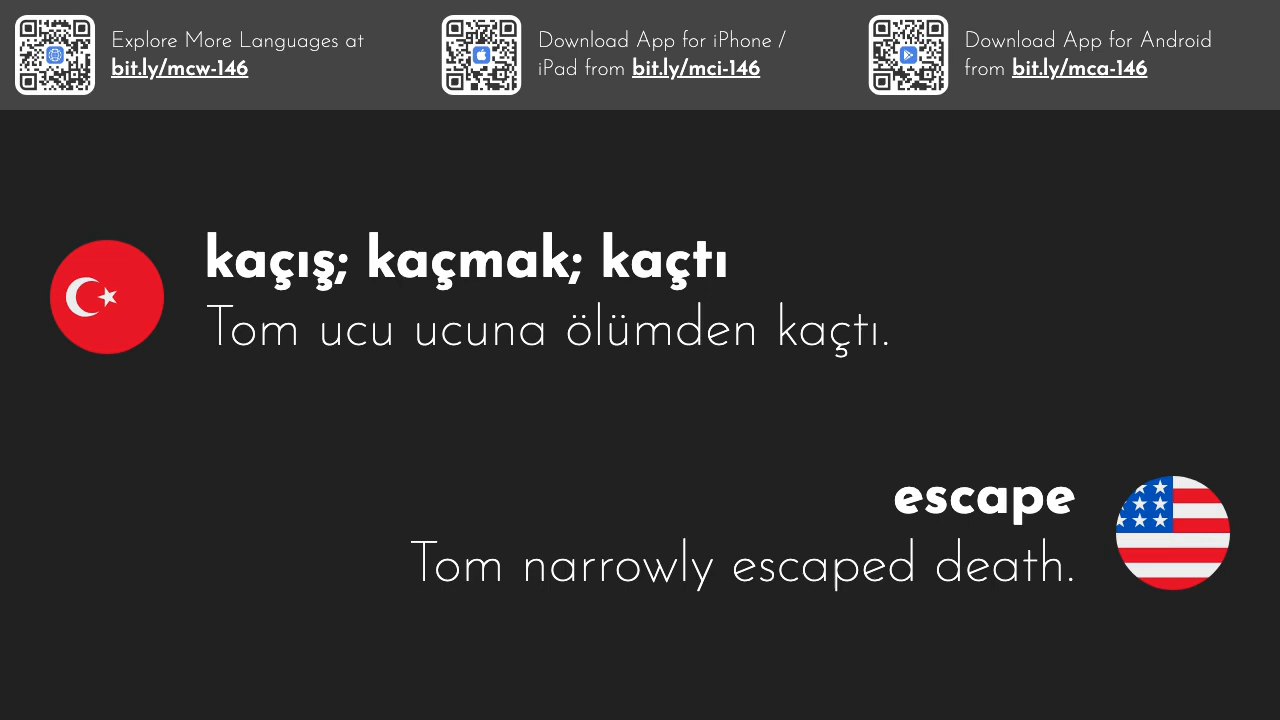 Explore More Languages at
bit.ly/mcw-146
Download App for iPhone /
iPad from bit.ly/mci-146
Download App for Android
from bit.ly/mca-146
kaçış; kaçmak; kaçtı
Tom ucu ucuna ölümden kaçtı.
escape
Tom narrowly escaped death.